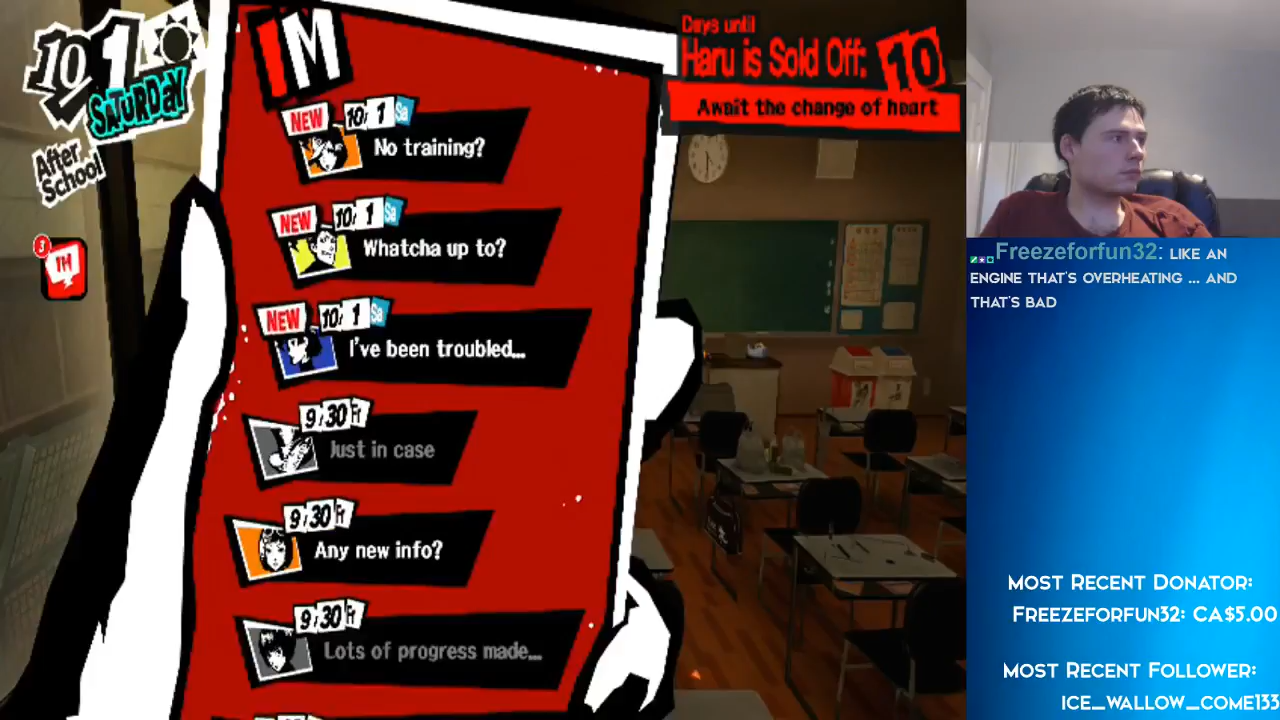 10/1
SATURDAY
After School
3
IM
IM
NEW 10/1 Sa
No training?
NEW 10/1 Sa
Whatcha up to?
NEW 10/1 Sa
I've been troubled...
9/30 Fr
Just in case
9/30 Fr
Any new info?
9/30 Fr
Lots of progress made...
Days until
Haru is Sold Off: 10
Await the change of heart
Freezeforfun32: LIKE AN
ENGINE THAT'S OVERHEATING ... AND
THAT'S BAD
MOST RECENT DONATOR:
FREEZEFORFUN32: CA$5.00
MOST RECENT FOLLOWER:
ICE_WALLOW_COME133